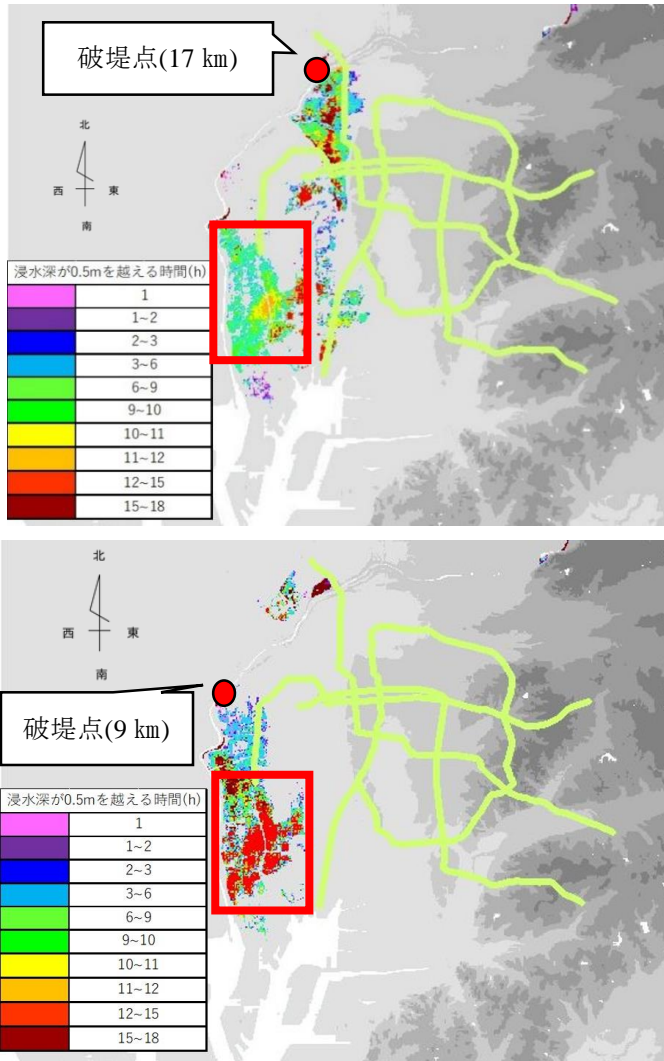 破堤点(17 ㎞)
北
西
東
南
浸水深が0.5mを越える時間(h)
1
1~2
2~3
3~6
6~9
9~10
10~11
11~12
12~15
15~18
北
西
東
南
破堤点(9 ㎞)
浸水深が0.5mを越える時間(h)
1
1~2
2~3
3~6
6~9
9~10
10~11
11~12
12~15
15~18